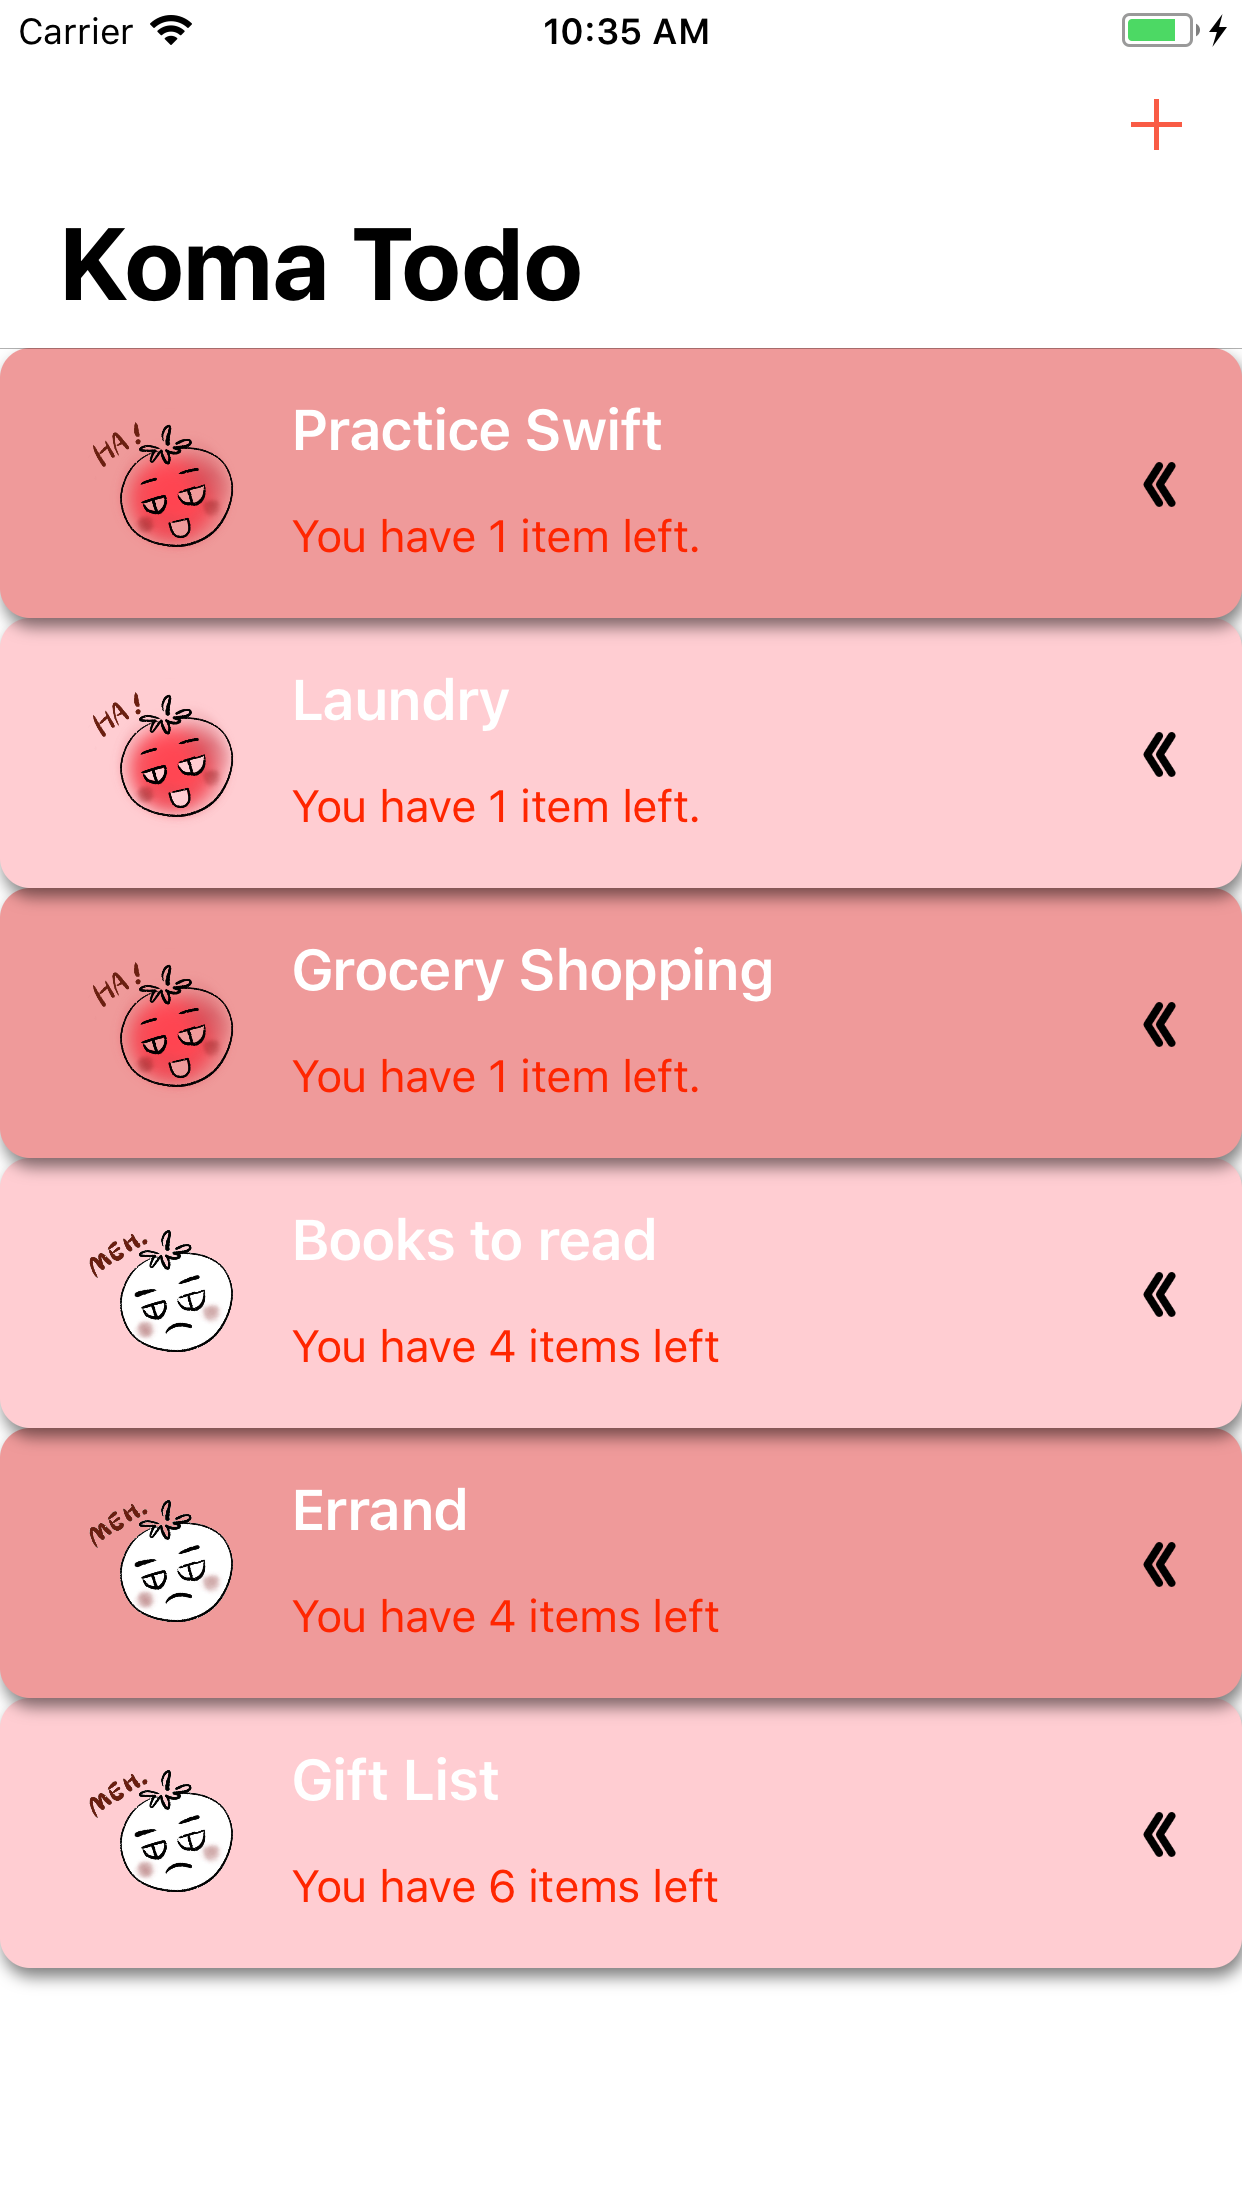 Carrier 10:35 AM
Koma Todo
HA!
Practice Swift
You have 1 item left.
HA!
Laundry
You have 1 item left.
HA!
Grocery Shopping
You have 1 item left.
MEH.
Books to read
You have 4 items left
MEH.
Errand
You have 4 items left
MEH.
Gift List
You have 6 items left